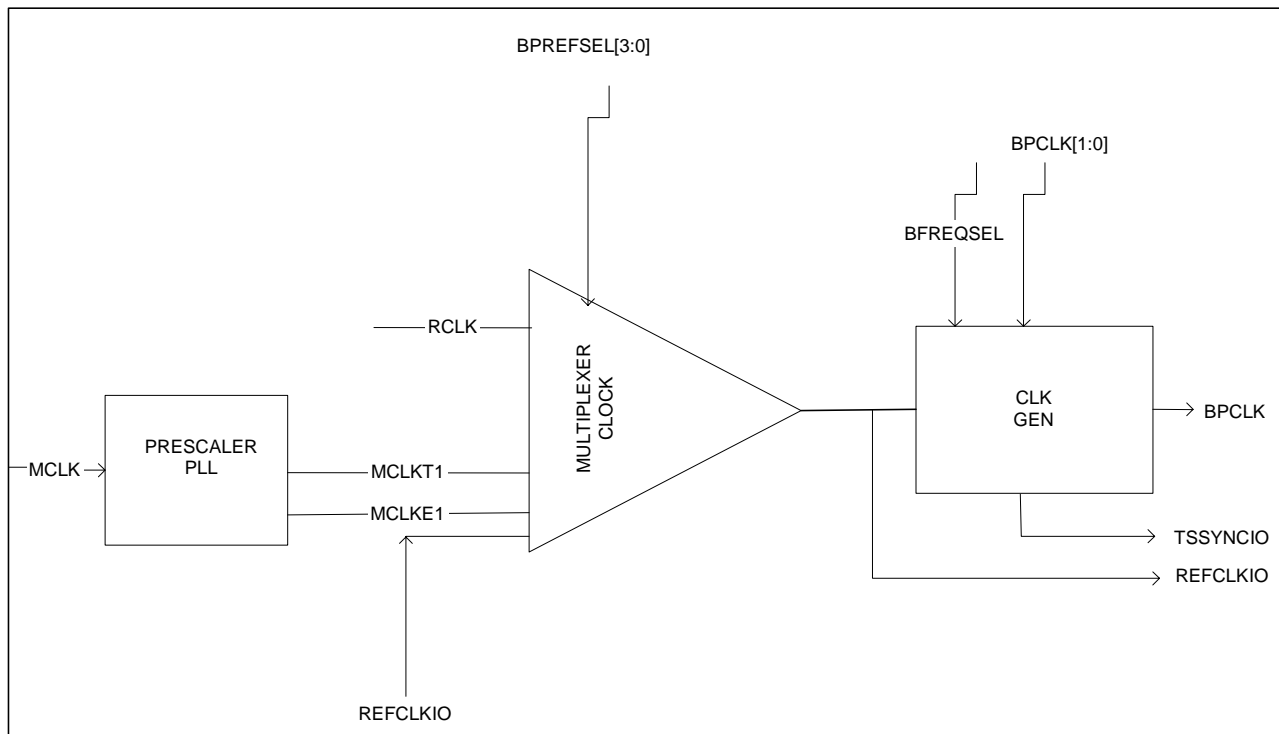 BPREFSEL[3:0]
BPCLK[1:0]
BFREQSEL
RCLK
MULTIPLEXER
CLOCK
CLK
GEN
BPCLK
PRESCALER
PLL
MCLK
MCLKT1
MCLKE1
TSSYNCIO
REFCLKIO
REFCLKIO